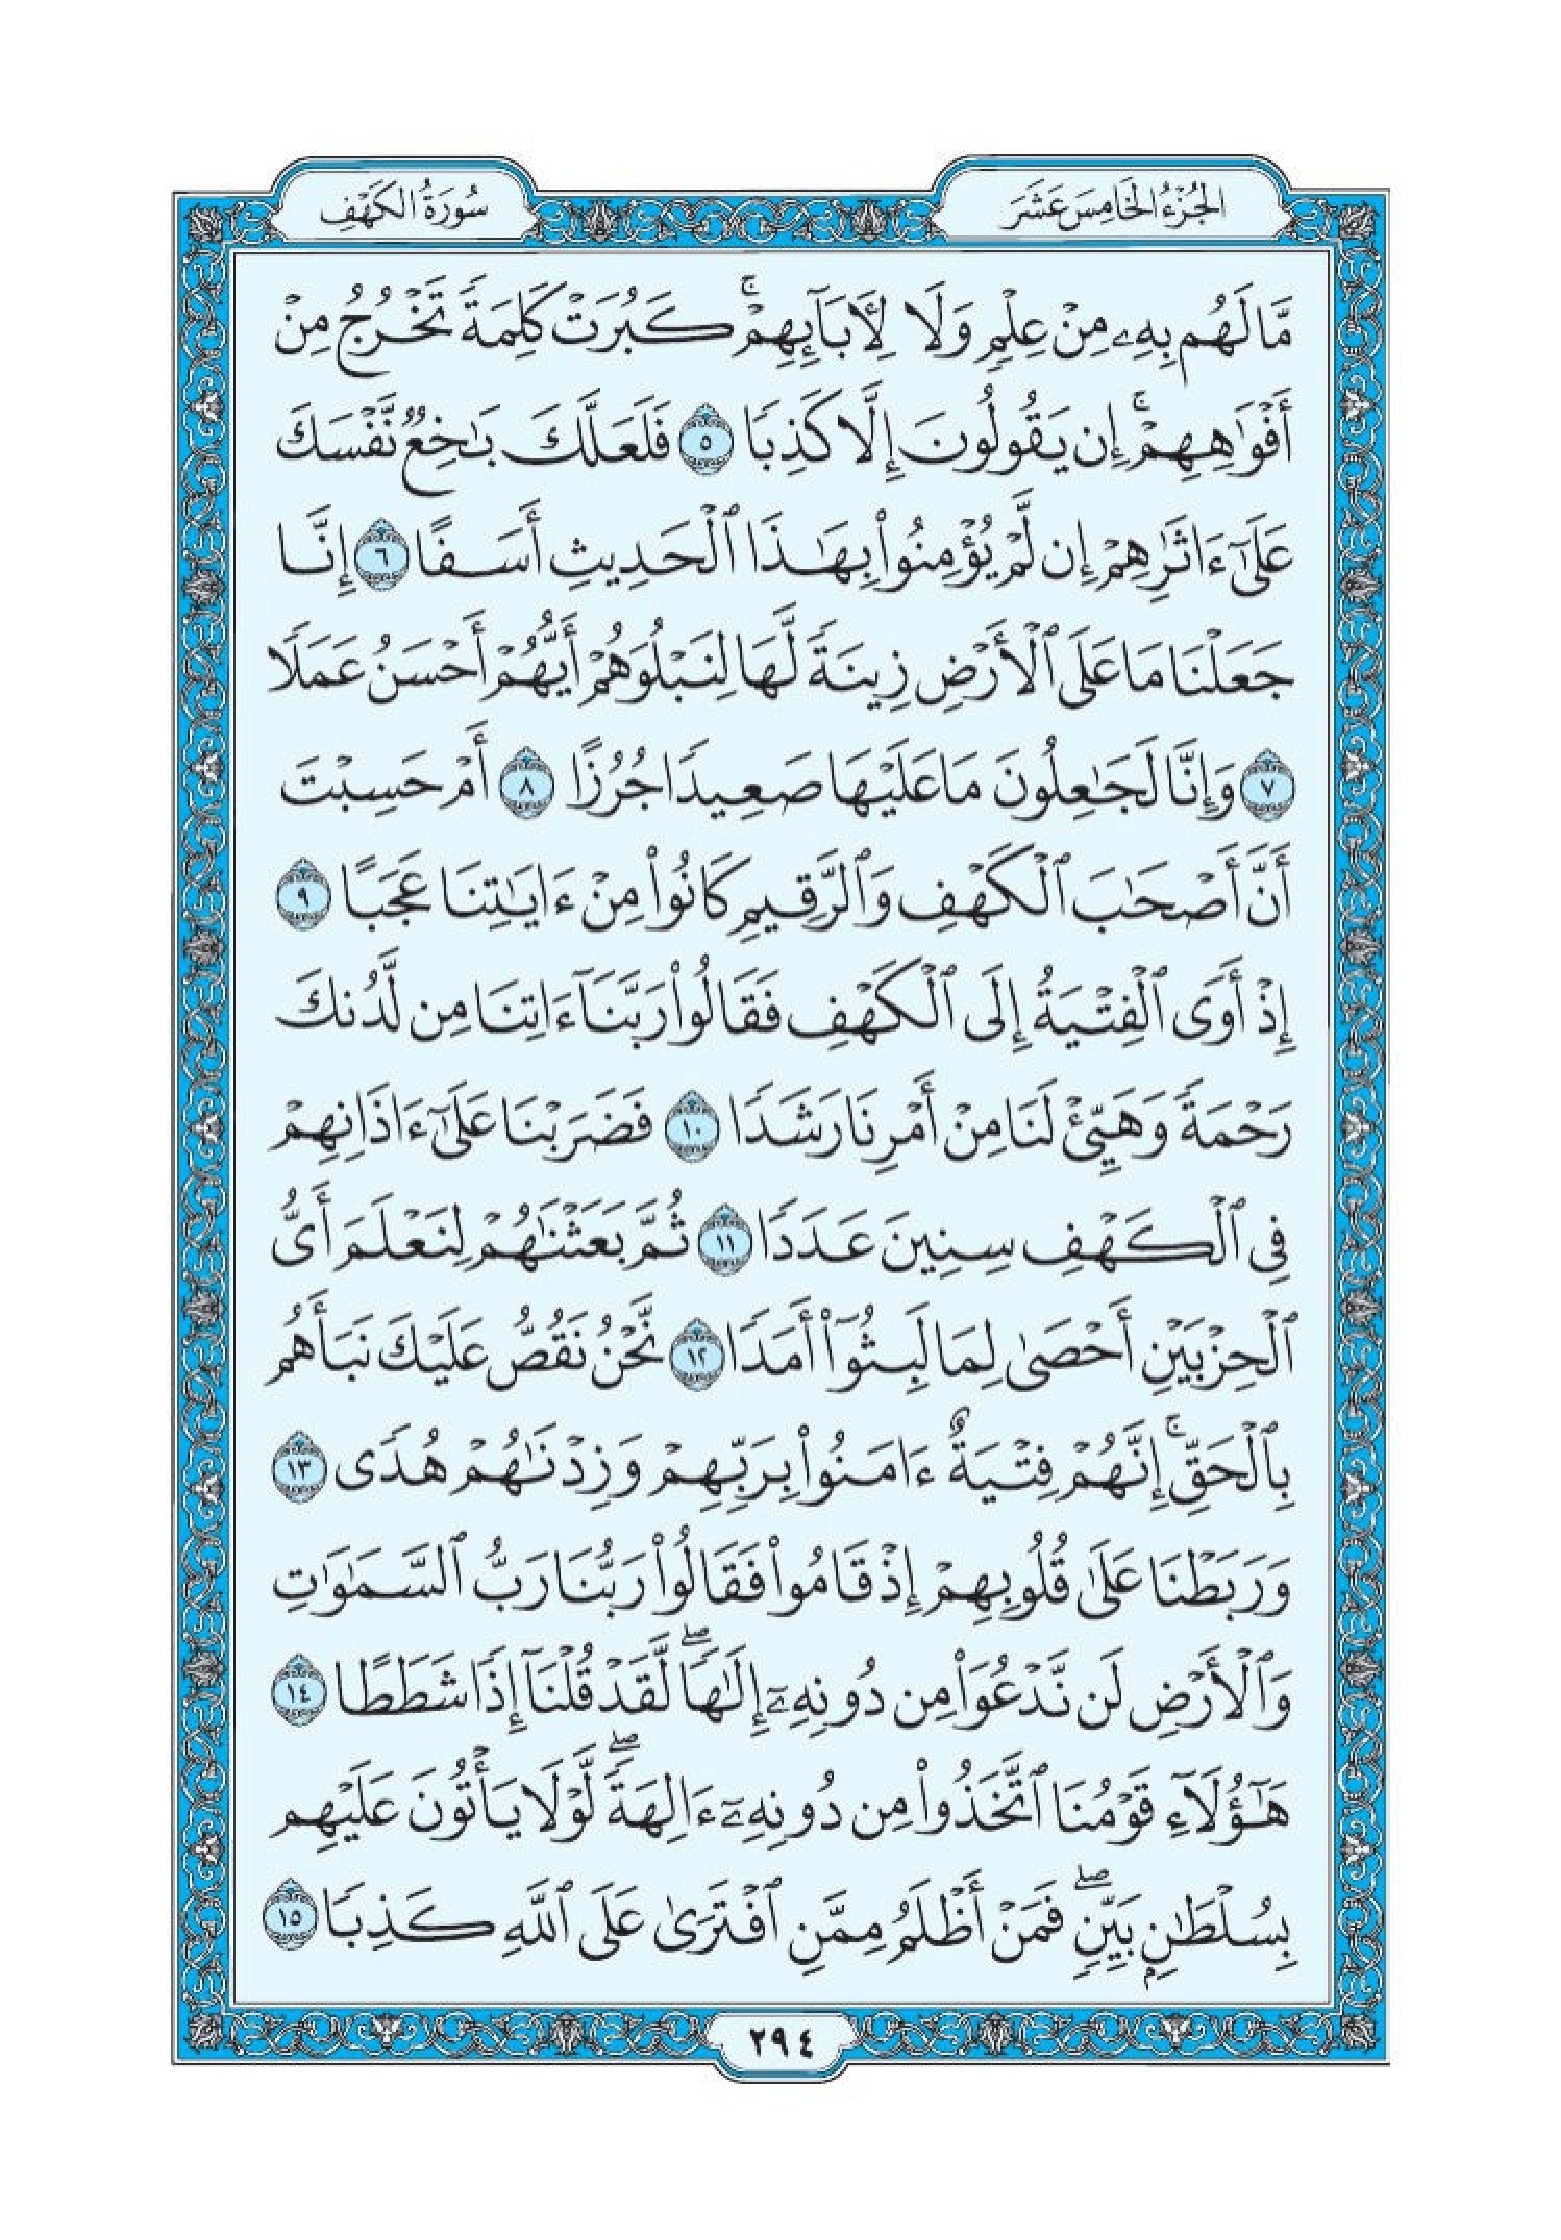 الجُزْءُ الخَامِسَ عَشَرَ
سُورَةُ الكَهْفِ
مَّا لَهُم بِهِۦ مِنْ عِلْمٍ وَلَا لِأٓبَآئِهِمْۚ كَبُرَتْ كَلِمَةً تَخْرُجُ مِنْ
أَفْوَٰهِهِمْۚ إِن يَقُولُونَ إِلَّا كَذِبًا ٥ فَلَعَلَّكَ بَٰخِعٌ نَّفْسَكَ
عَلَىٰٓ ءَاثَٰرِهِمْ إِن لَّمْ يُؤْمِنُوا۟ بِهَٰذَا ٱلْحَدِيثِ أَسَفًا ٦ إِنَّا
جَعَلْنَا مَا عَلَى ٱلْأَرْضِ زِينَةً لَّهَا لِنَبْلُوَهُمْ أَيُّهُمْ أَحْسَنُ عَمَلًا
٧ وَإِنَّا لَجَٰعِلُونَ مَا عَلَيْهَا صَعِيدًا جُرُزًا ٨ أَمْ حَسِبْتَ
أَنَّ أَصْحَٰبَ ٱلْكَهْفِ وَٱلرَّقِيمِ كَانُوا۟ مِنْ ءَايَٰتِنَا عَجَبًا ٩
إِذْ أَوَى ٱلْفِتْيَةُ إِلَى ٱلْكَهْفِ فَقَالُوا۟ رَبَّنَآ ءَاتِنَا مِن لَّدُنكَ
رَحْمَةً وَهَيِّئْ لَنَا مِنْ أَمْرِنَا رَشَدًا ١٠ فَضَرَبْنَا عَلَىٰٓ ءَاذَانِهِمْ
فِى ٱلْكَهْفِ سِنِينَ عَدَدًا ١١ ثُمَّ بَعَثْنَٰهُمْ لِنَعْلَمَ أَىُّ
ٱلْحِزْبَيْنِ أَحْصَىٰ لِمَا لَبِثُوٓا۟ أَمَدًا ١٢ نَّحْنُ نَقُصُّ عَلَيْكَ نَبَأَهُم
بِٱلْحَقِّۚ إِنَّهُمْ فِتْيَةٌ ءَامَنُوا۟ بِرَبِّهِمْ وَزِدْنَٰهُمْ هُدًى ١٣
وَرَبَطْنَا عَلَىٰ قُلُوبِهِمْ إِذْ قَامُوا۟ فَقَالُوا۟ رَبُّنَا رَبُّ ٱلسَّمَٰوَٰتِ
وَٱلْأَرْضِ لَن نَّدْعُوَا۟ مِن دُونِهِۦٓ إِلَٰهًاۖ لَّقَدْ قُلْنَآ إِذًا شَطَطًا ١٤
هَٰٓؤُلَآءِ قَوْمُنَا ٱتَّخَذُوا۟ مِن دُونِهِۦٓ ءَالِهَةًۖ لَّوْلَا يَأْتُونَ عَلَيْهِم
بِسُلْطَٰنٍۭ بَيِّنٍۖ فَمَنْ أَظْلَمُ مِمَّنِ ٱفْتَرَىٰ عَلَى ٱللَّهِ كَذِبًا ١٥
٢٩٤